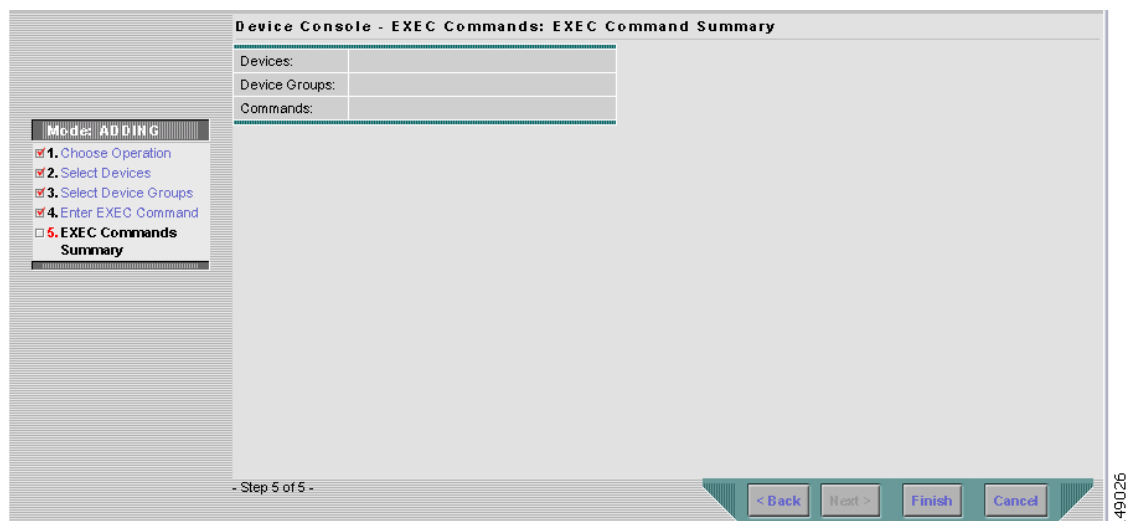 Device Console - EXEC Commands: EXEC Command Summary
Devices:
Device Groups:
Commands:
Mode: ADDING
1. Choose Operation
2. Select Devices
3. Select Device Groups
4. Enter EXEC Command
5. EXEC Commands
Summary
- Step 5 of 5 -
< Back Next > Finish Cancel
49026